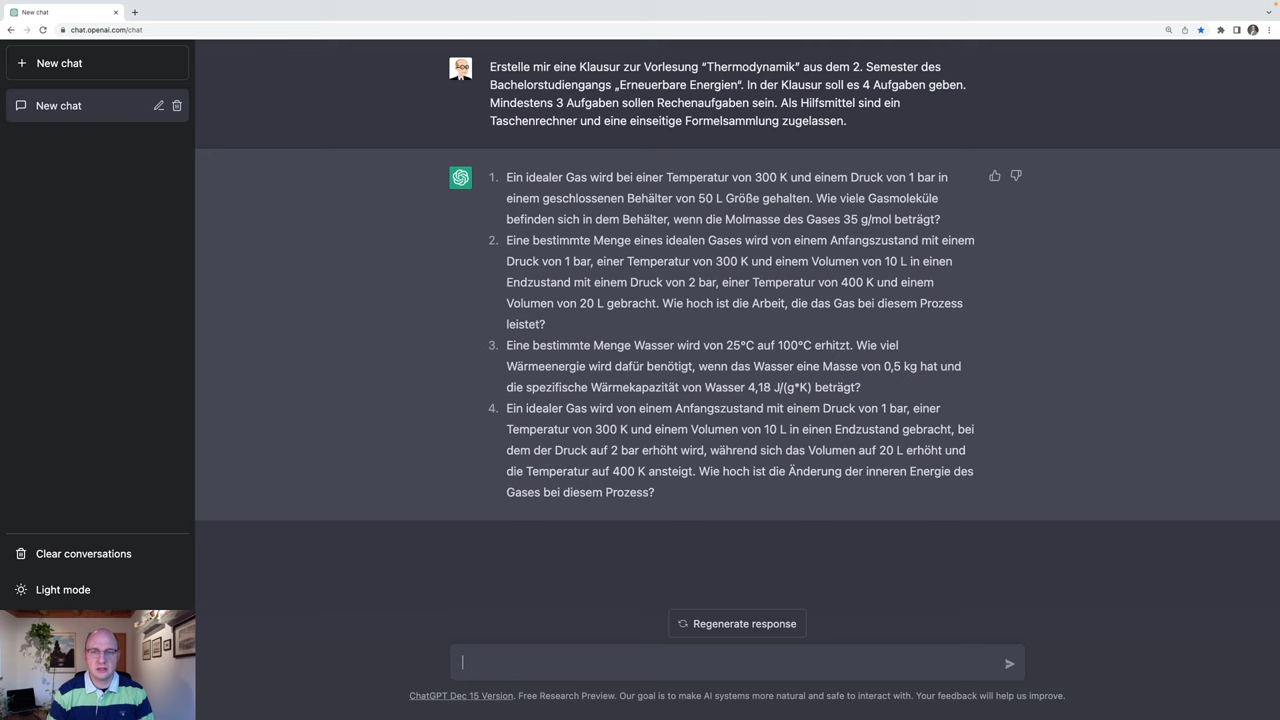 New chat
chat.openai.com/chat
New chat
New chat
Clear conversations
Light mode
Erstelle mir eine Klausur zur Vorlesung “Thermodynamik” aus dem 2. Semester des
Bachelorstudiengangs „Erneuerbare Energien“. In der Klausur soll es 4 Aufgaben geben.
Mindestens 3 Aufgaben sollen Rechenaufgaben sein. Als Hilfsmittel sind ein
Taschenrechner und eine einseitige Formelsammlung zugelassen.
1. Ein idealer Gas wird bei einer Temperatur von 300 K und einem Druck von 1 bar in
einem geschlossenen Behälter von 50 L Größe gehalten. Wie viele Gasmoleküle
befinden sich in dem Behälter, wenn die Molmasse des Gases 35 g/mol beträgt?
2. Eine bestimmte Menge eines idealen Gases wird von einem Anfangszustand mit einem
Druck von 1 bar, einer Temperatur von 300 K und einem Volumen von 10 L in einen
Endzustand mit einem Druck von 2 bar, einer Temperatur von 400 K und einem
Volumen von 20 L gebracht. Wie hoch ist die Arbeit, die das Gas bei diesem Prozess
leistet?
3. Eine bestimmte Menge Wasser wird von 25°C auf 100°C erhitzt. Wie viel
Wärmeenergie wird dafür benötigt, wenn das Wasser eine Masse von 0,5 kg hat und
die spezifische Wärmekapazität von Wasser 4,18 J/(g*K) beträgt?
4. Ein idealer Gas wird von einem Anfangszustand mit einem Druck von 1 bar, einer
Temperatur von 300 K und einem Volumen von 10 L in einen Endzustand gebracht, bei
dem der Druck auf 2 bar erhöht wird, während sich das Volumen auf 20 L erhöht und
die Temperatur auf 400 K ansteigt. Wie hoch ist die Änderung der inneren Energie des
Gases bei diesem Prozess?
Regenerate response
ChatGPT Dec 15 Version. Free Research Preview. Our goal is to make AI systems more natural and safe to interact with. Your feedback will help us improve.